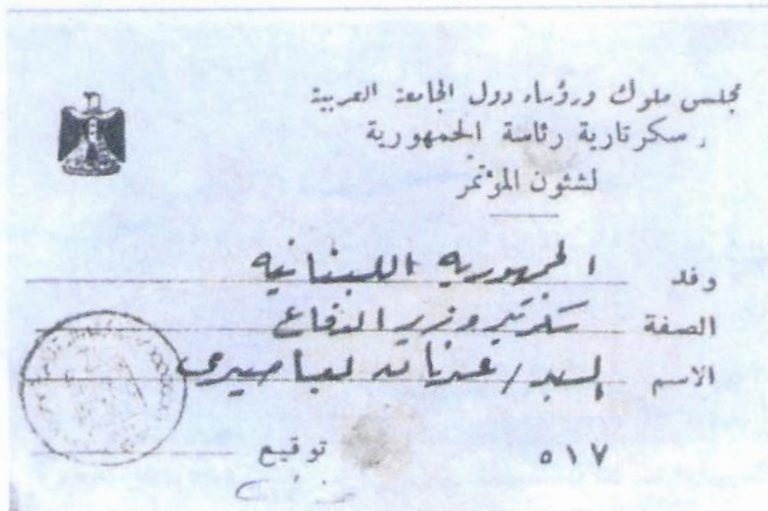 مجلس ملوك ورؤساء دول الجامعة العربية
سكرتارية رئاسة الجمهورية
لشئون المؤتمر
وفد الجمهورية اللبنانية
الصفة سكرتير وزير الدفاع
الاسم السيد / عدنان بعاصيري
٥١٧ توقيع